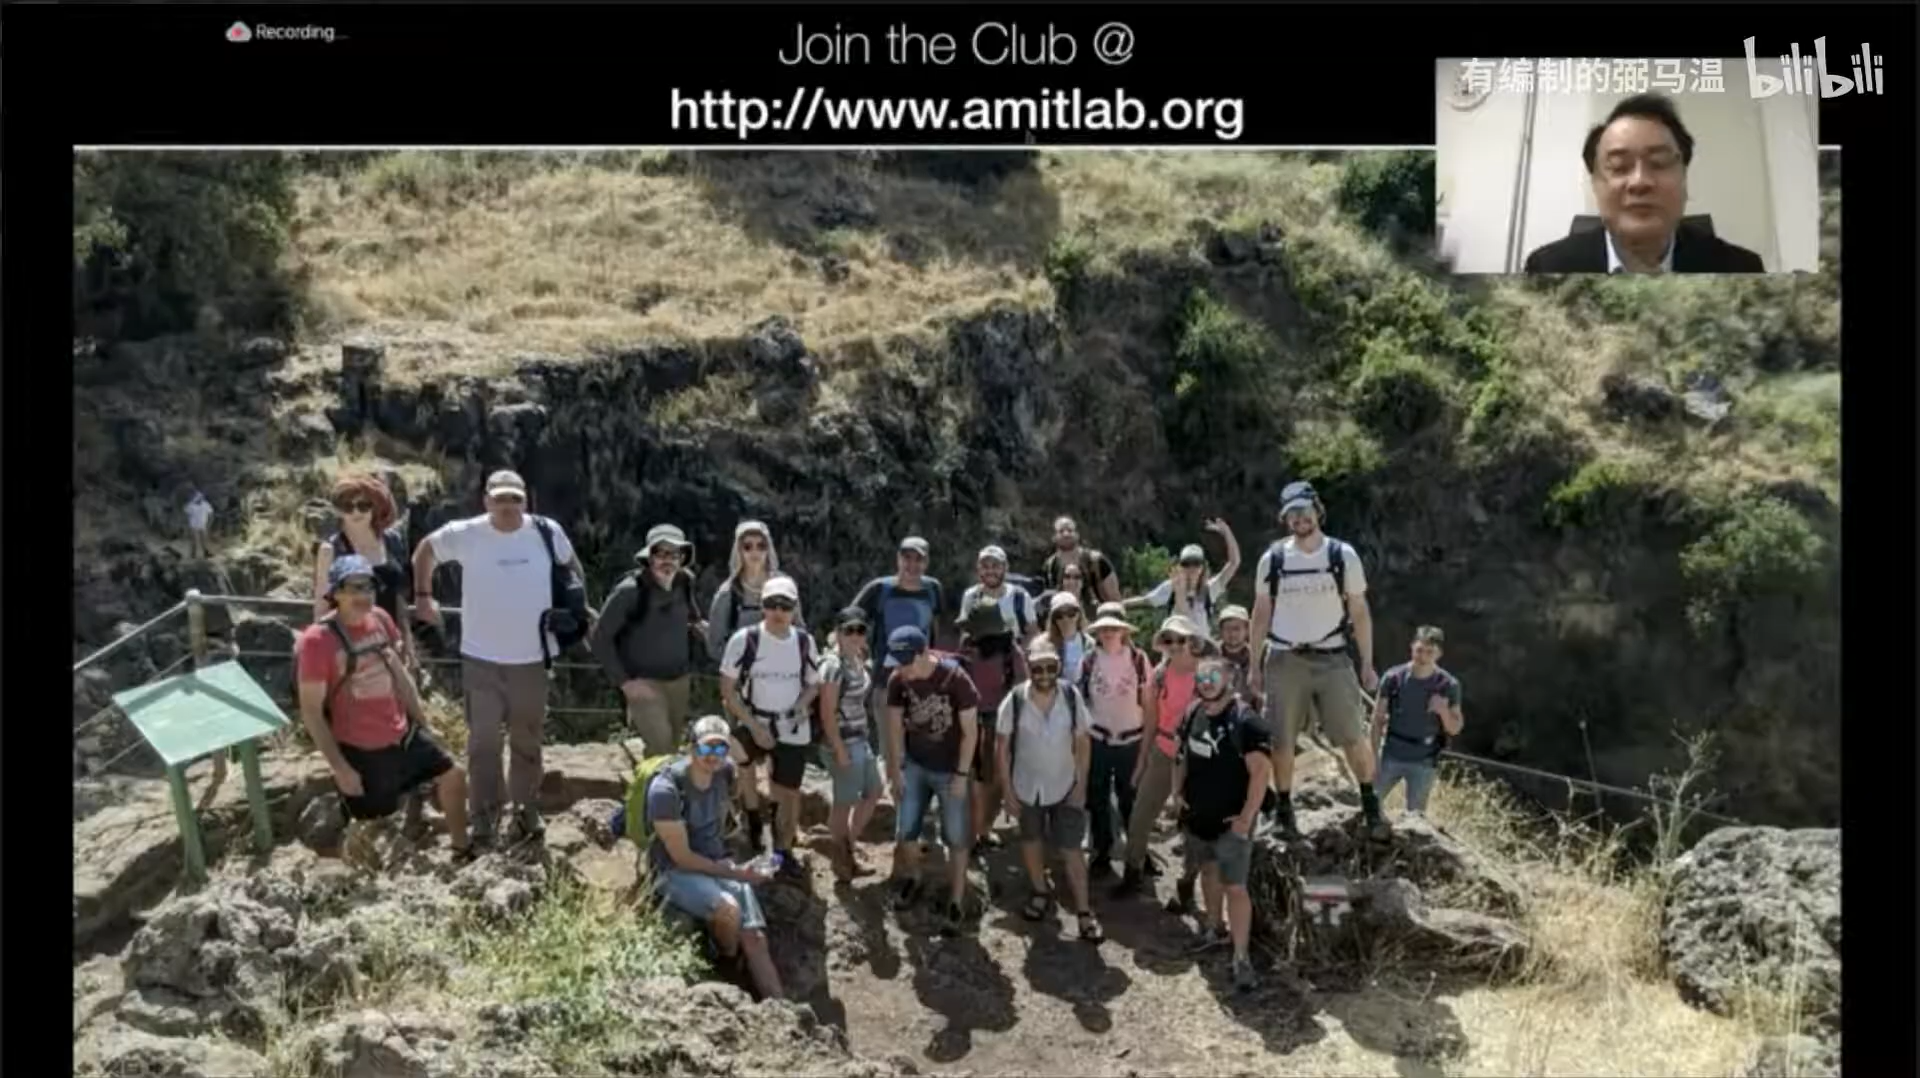 Recording...
Join the Club @
http://www.amitlab.org
有编制的弼马温 bilibili